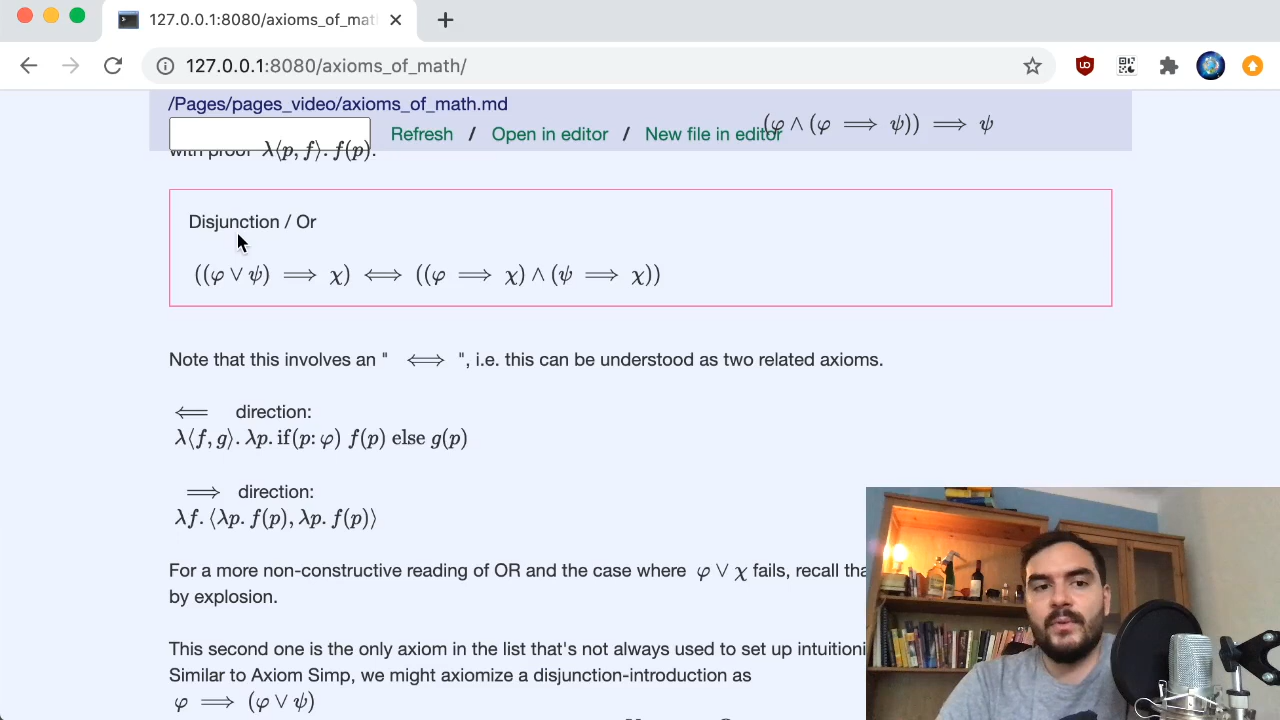 127.0.0.1:8080/axioms_of_mat
127.0.0.1:8080/axioms_of_math/
/Pages/pages_video/axioms_of_math.md
(φ ∧ (φ ⟹ ψ)) ⟹ ψ
Refresh / Open in editor / New file in editor
with proof λ⟨p, f⟩. f(p).
Disjunction / Or
((φ ∨ ψ) ⟹ χ) ⟺ ((φ ⟹ χ) ∧ (ψ ⟹ χ))
Note that this involves an " ⟺ ", i.e. this can be understood as two related axioms.
⟸ direction:
λ⟨f, g⟩. λp. if(p: φ) f(p) else g(p)
⟹ direction:
λf. ⟨λp. f(p), λp. f(p)⟩
For a more non-constructive reading of OR and the case where φ ∨ χ fails, recall tha
by explosion.
This second one is the only axiom in the list that's not always used to set up intuitioni
Similar to Axiom Simp, we might axiomize a disjunction-introduction as
φ ⟹ (φ ∨ ψ)